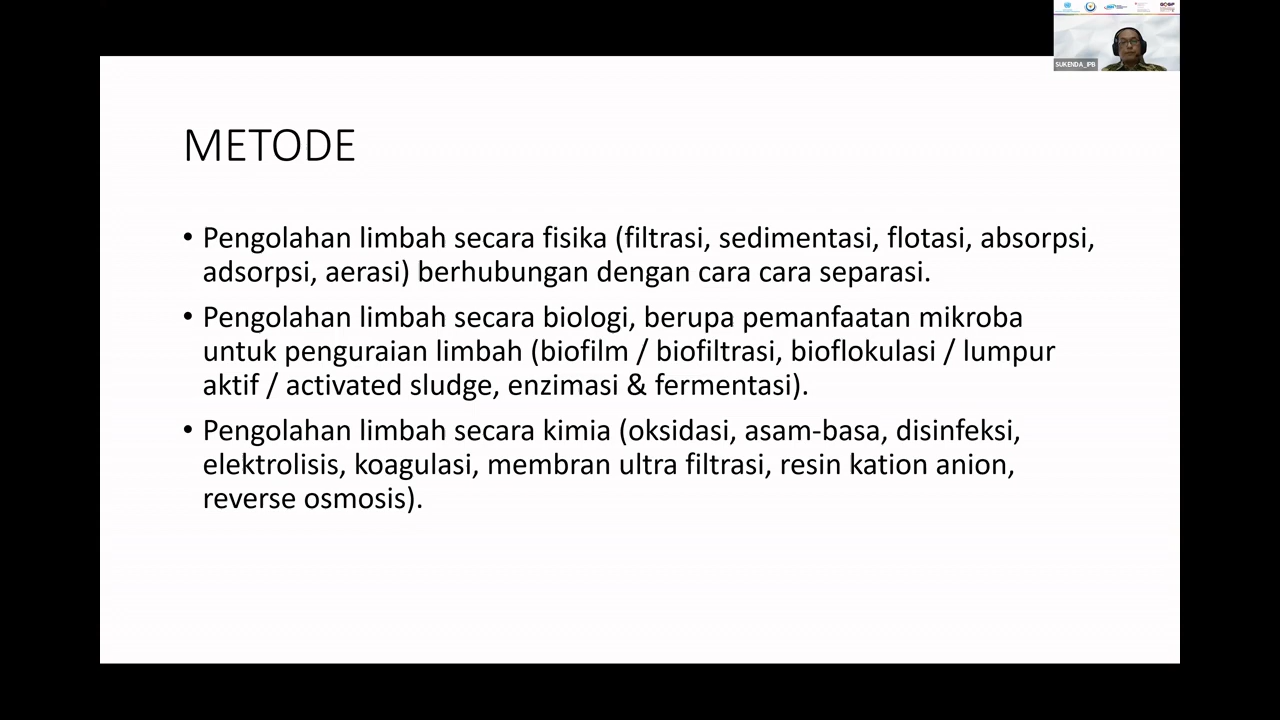 SUKENDA_IPB
METODE
• Pengolahan limbah secara fisika (filtrasi, sedimentasi, flotasi, absorpsi,
adsorpsi, aerasi) berhubungan dengan cara cara separasi.
• Pengolahan limbah secara biologi, berupa pemanfaatan mikroba
untuk penguraian limbah (biofilm / biofiltrasi, bioflokulasi / lumpur
aktif / activated sludge, enzimasi & fermentasi).
• Pengolahan limbah secara kimia (oksidasi, asam-basa, disinfeksi,
elektrolisis, koagulasi, membran ultra filtrasi, resin kation anion,
reverse osmosis).